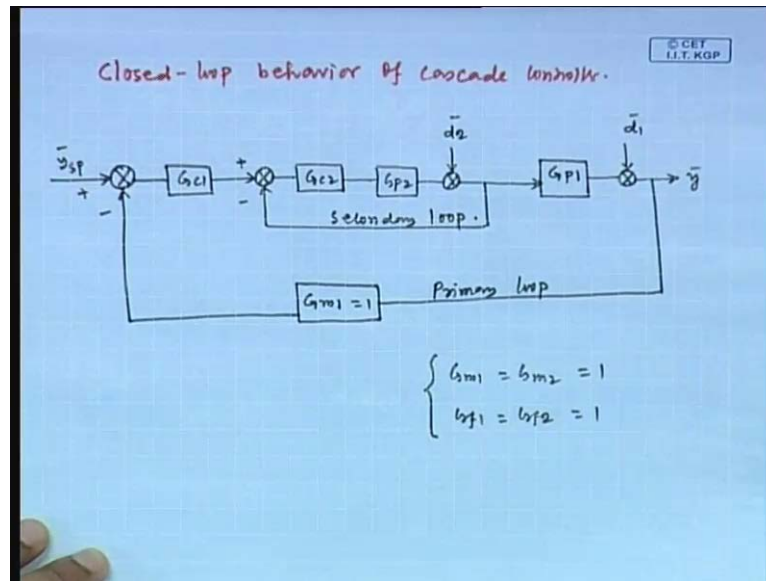 © CET
I.I.T. KGP
Closed-loop behavior of cascade controller.
d̄2
d̄1
ȳsp
+
-
Gc1
+
-
Gc2
Gp2
Gp1
ȳ
Secondary loop.
Gm1 = 1
Primary loop
Gm1 = Gm2 = 1
Gf1 = Gf2 = 1